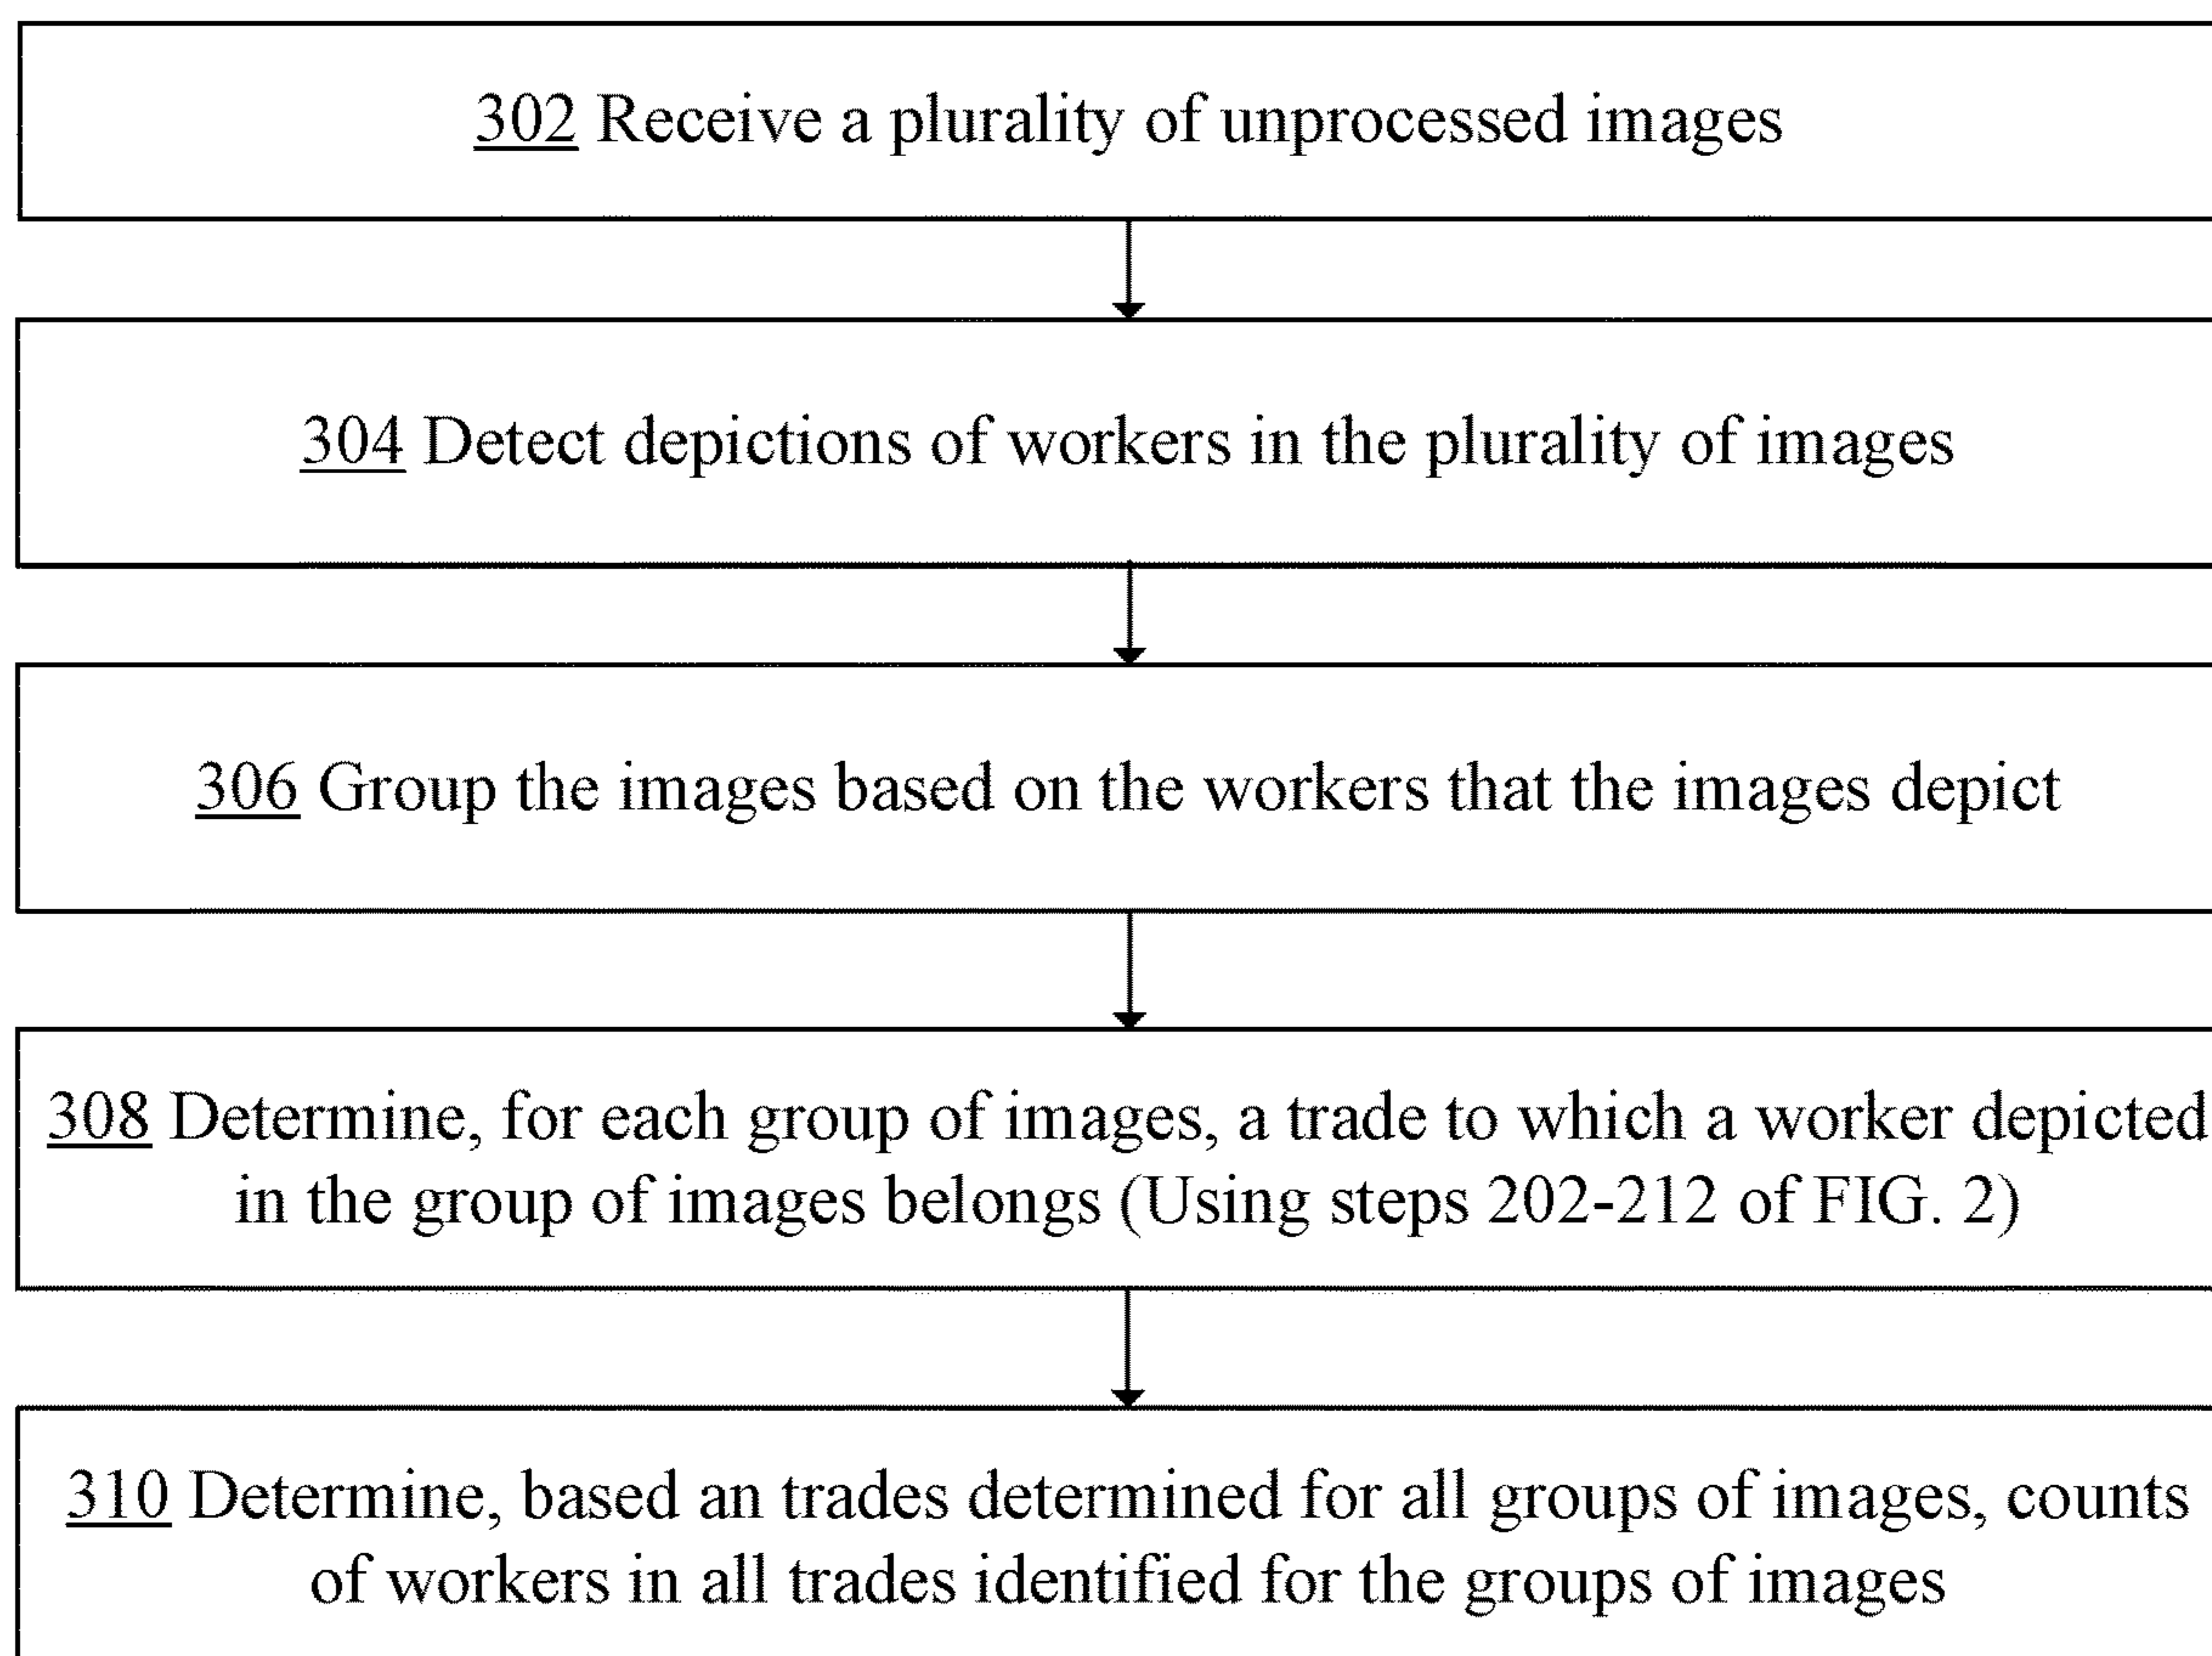 302 Receive a plurality of unprocessed images
304 Detect depictions of workers in the plurality of images
306 Group the images based on the workers that the images depict
308 Determine, for each group of images, a trade to which a worker depicted
in the group of images belongs (Using steps 202-212 of FIG. 2)
310 Determine, based an trades determined for all groups of images, counts
of workers in all trades identified for the groups of images